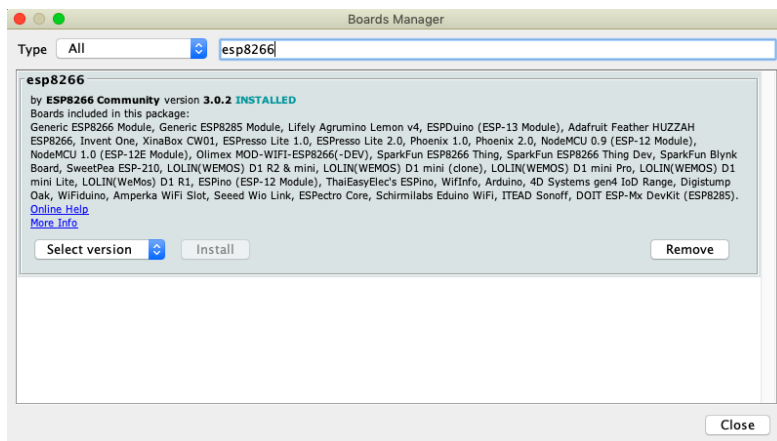 Boards Manager
Type All esp8266
esp8266
by ESP8266 Community version 3.0.2 INSTALLED
Boards included in this package:
Generic ESP8266 Module, Generic ESP8285 Module, Lifely Agrumino Lemon v4, ESPDuino (ESP-13 Module), Adafruit Feather HUZZAH
ESP8266, Invent One, XinaBox CW01, ESPresso Lite 1.0, ESPresso Lite 2.0, Phoenix 1.0, Phoenix 2.0, NodeMCU 0.9 (ESP-12 Module),
NodeMCU 1.0 (ESP-12E Module), Olimex MOD-WIFI-ESP8266(-DEV), SparkFun ESP8266 Thing, SparkFun ESP8266 Thing Dev, SparkFun Blynk
Board, SweetPea ESP-210, LOLIN(WEMOS) D1 R2 & mini, LOLIN(WEMOS) D1 mini (clone), LOLIN(WEMOS) D1 mini Pro, LOLIN(WEMOS) D1
mini Lite, LOLIN(WeMos) D1 R1, ESPino (ESP-12 Module), ThaiEasyElec's ESPino, WifInfo, Arduino, 4D Systems gen4 IoD Range, Digistump
Oak, WiFiduino, Amperka WiFi Slot, Seeed Wio Link, ESPectro Core, Schirmilabs Eduino WiFi, ITEAD Sonoff, DOIT ESP-Mx DevKit (ESP8285).
Online Help
More Info
Select version Install Remove
Close